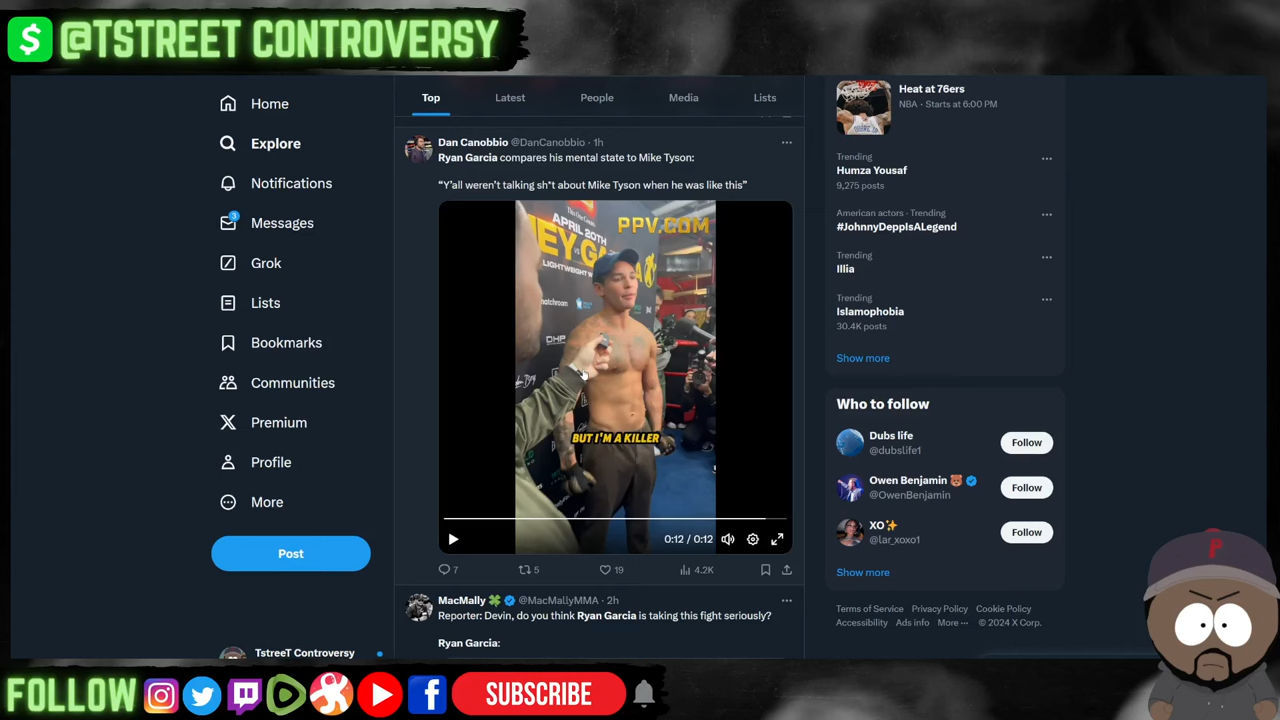 @TSTREET CONTROVERSY
Home
Explore
Notifications
3
Messages
Grok
Lists
Bookmarks
Communities
Premium
Profile
More
Post
TstreeT Controversy
Top
Latest
People
Media
Lists
Dan Canobbio @DanCanobbio · 1h
Ryan Garcia compares his mental state to Mike Tyson:
“Y'all weren't talking sh*t about Mike Tyson when he was like this”
APRIL 20TH
PPV.COM
LIGHTWEIGHT
matchroom
BUT I'M A KILLER
0:12 / 0:12
7
5
19
4.2K
MacMally 🍀 @MacMallyMMA · 2h
Reporter: Devin, do you think Ryan Garcia is taking this fight seriously?
Ryan Garcia:
Heat at 76ers
NBA · Starts at 6:00 PM
Trending
Humza Yousaf
9,275 posts
American actors · Trending
#JohnnyDeppIsALegend
Trending
Illia
Trending
Islamophobia
30.4K posts
Show more
Who to follow
Dubs life
@dubslife1
Follow
Owen Benjamin 🐻
@OwenBenjamin
Follow
XO✨
@lar_xoxo1
Follow
Show more
Terms of Service Privacy Policy Cookie Policy
Accessibility Ads info More ··· © 2024 X Corp.
P
FOLLOW
SUBSCRIBE